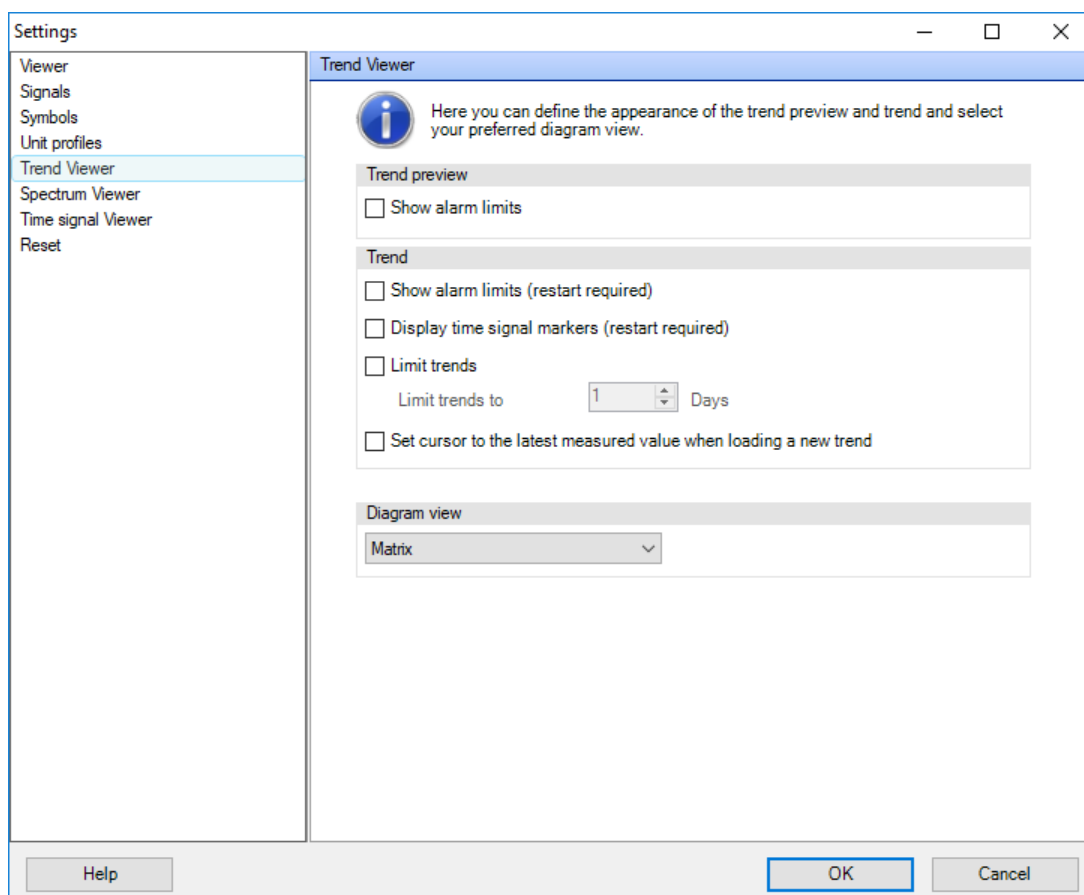 Settings
Viewer
Signals
Symbols
Unit profiles
Trend Viewer
Spectrum Viewer
Time signal Viewer
Reset
Trend Viewer
Here you can define the appearance of the trend preview and trend and select
your preferred diagram view.
Trend preview
Show alarm limits
Trend
Show alarm limits (restart required)
Display time signal markers (restart required)
Limit trends
Limit trends to 1 Days
Set cursor to the latest measured value when loading a new trend
Diagram view
Matrix
Help OK Cancel